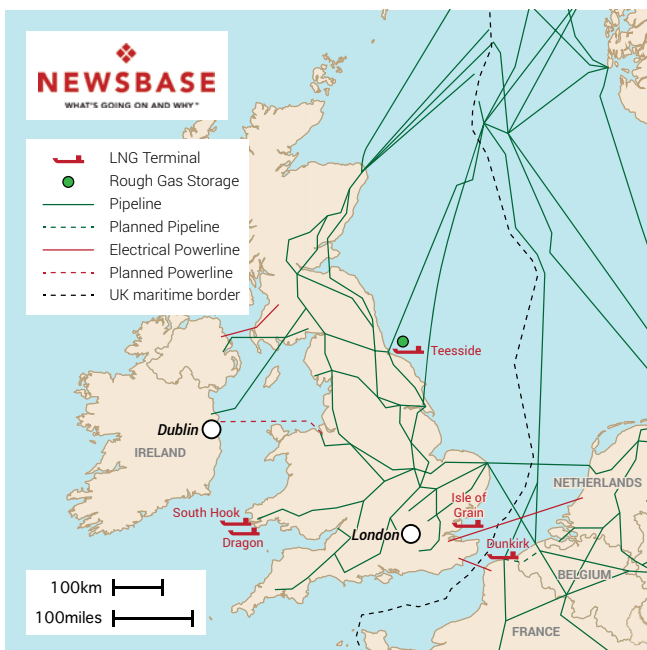 NEWSBASE
WHAT'S GOING ON AND WHY™
LNG Terminal
Rough Gas Storage
Pipeline
Planned Pipeline
Electrical Powerline
Planned Powerline
UK maritime border
Teesside
Dublin
IRELAND
South Hook
Dragon
London
Isle of
Grain
NETHERLANDS
Dunkirk
BELGIUM
FRANCE
100km
100miles